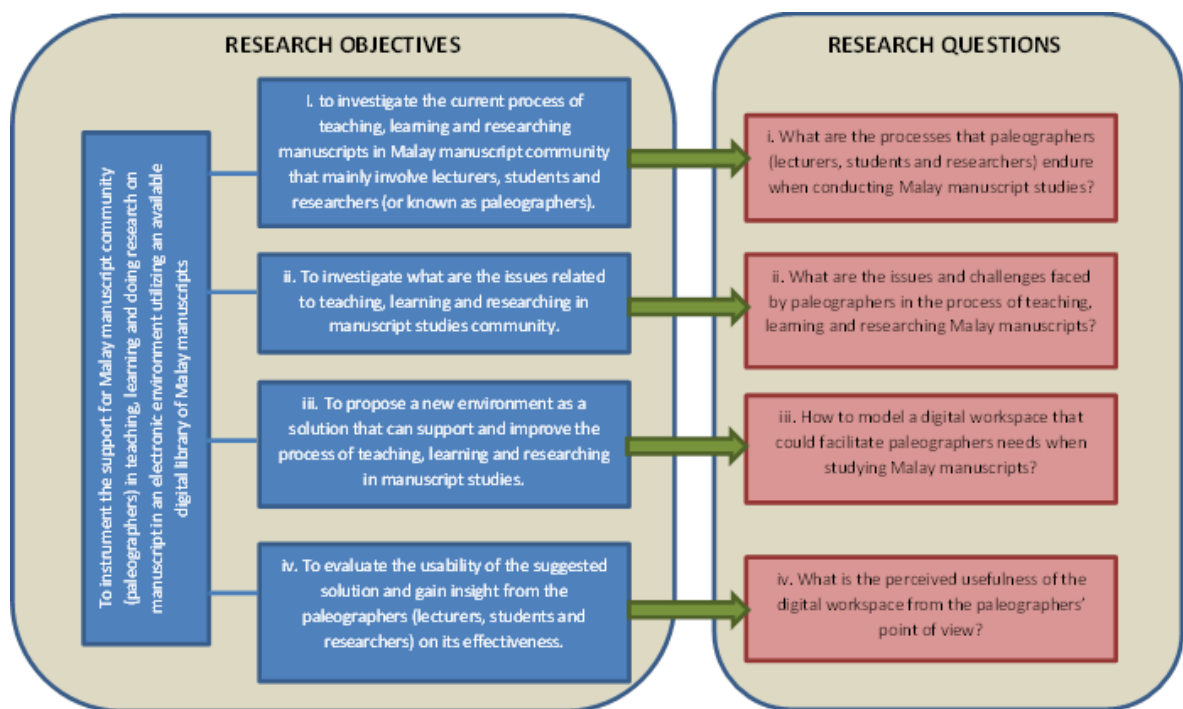 RESEARCH OBJECTIVES
To instrument the support for Malay manuscript community
(paleographers) in teaching, learning and doing research on
manuscript in an electronic environment utilizing an available
digital library of Malay manuscripts
I. to investigate the current process of
teaching, learning and researching
manuscripts in Malay manuscript community
that mainly involve lecturers, students and
researchers (or known as paleographers).
ii. To investigate what are the issues related
to teaching, learning and researching in
manuscript studies community.
iii. To propose a new environment as a
solution that can support and improve the
process of teaching, learning and researching
in manuscript studies.
iv. To evaluate the usability of the suggested
solution and gain insight from the
paleographers (lecturers, students and
researchers) on its effectiveness.
RESEARCH QUESTIONS
i. What are the processes that paleographers
(lecturers, students and researchers) endure
when conducting Malay manuscript studies?
ii. What are the issues and challenges faced
by paleographers in the process of teaching,
learning and researching Malay manuscripts?
iii. How to model a digital workspace that
could facilitate paleographers needs when
studying Malay manuscripts?
iv. What is the perceived usefulness of the
digital workspace from the paleographers'
point of view?